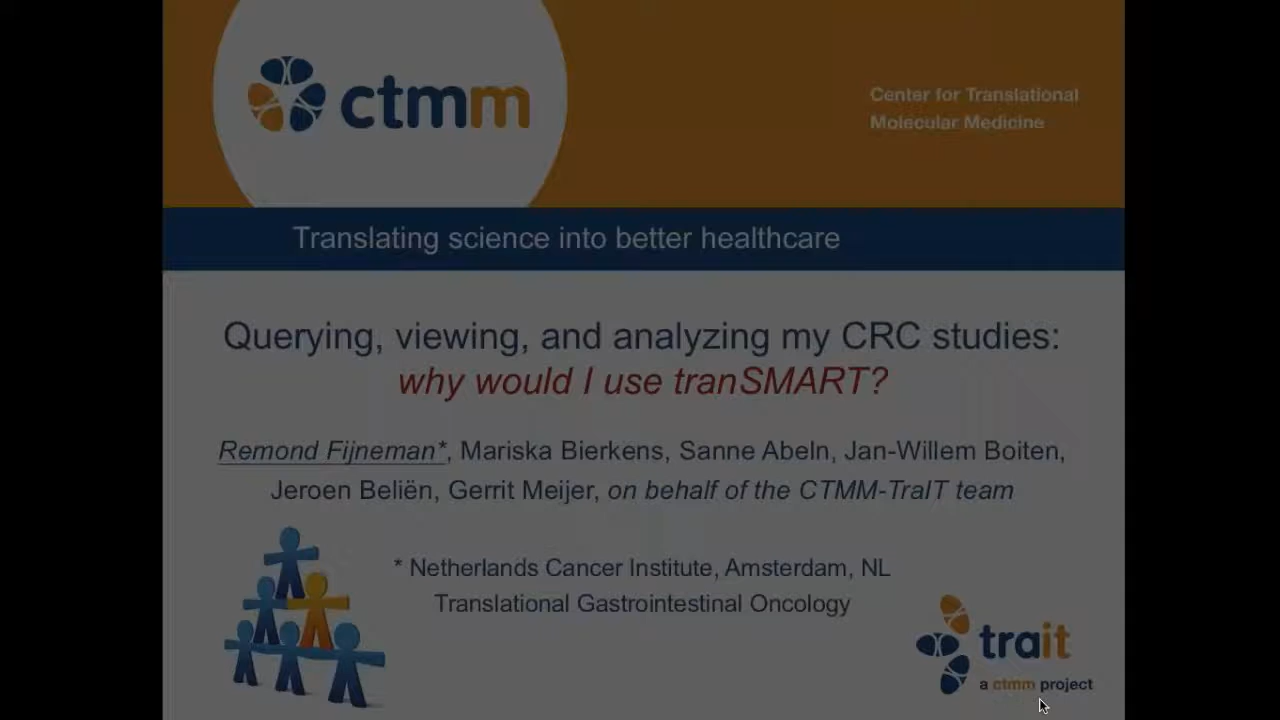 ctmm
Center for Translational
Molecular Medicine
Translating science into better healthcare
Querying, viewing, and analyzing my CRC studies:
why would I use tranSMART?
Remond Fijneman*, Mariska Bierkens, Sanne Abeln, Jan-Willem Boiten,
Jeroen Beliën, Gerrit Meijer, on behalf of the CTMM-TraIT team
* Netherlands Cancer Institute, Amsterdam, NL
Translational Gastrointestinal Oncology
trait
a ctmm project